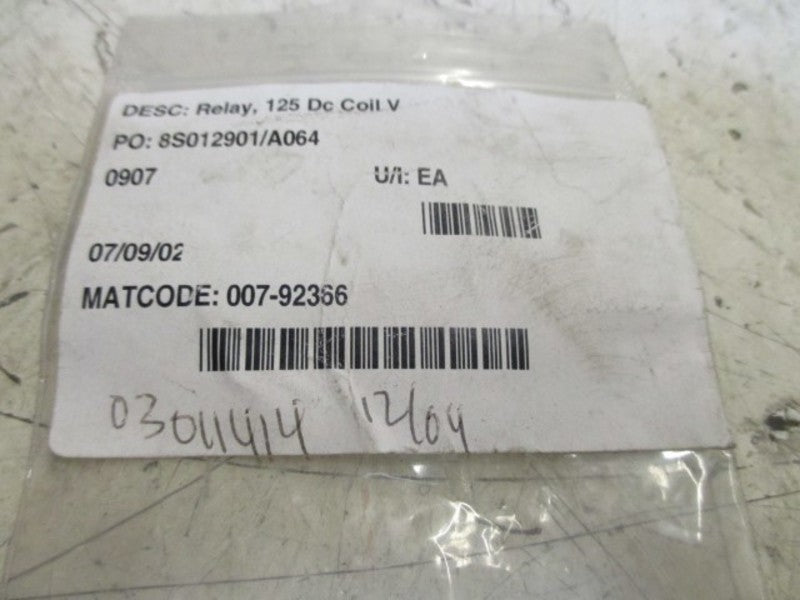 DESC: Relay, 125 Dc Coil V
PO: 8S012901/A064
0907 U/I: EA
07/09/02
MATCODE: 007-92366
03011414 12/04